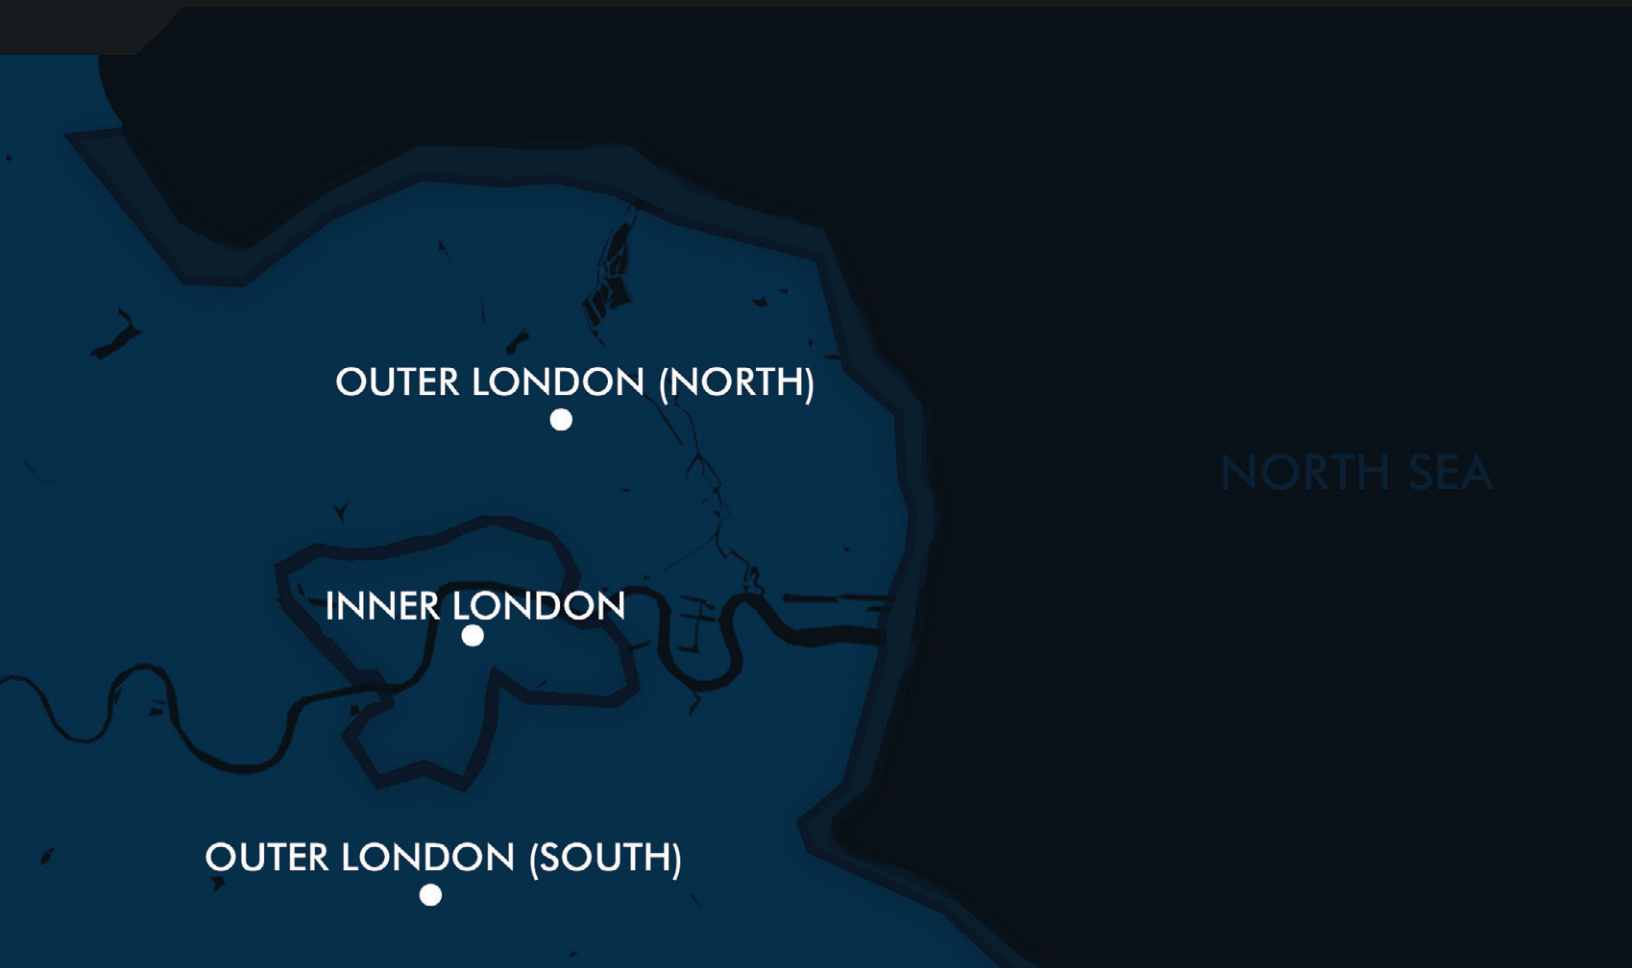 OUTER LONDON (NORTH)
NORTH SEA
INNER LONDON
OUTER LONDON (SOUTH)